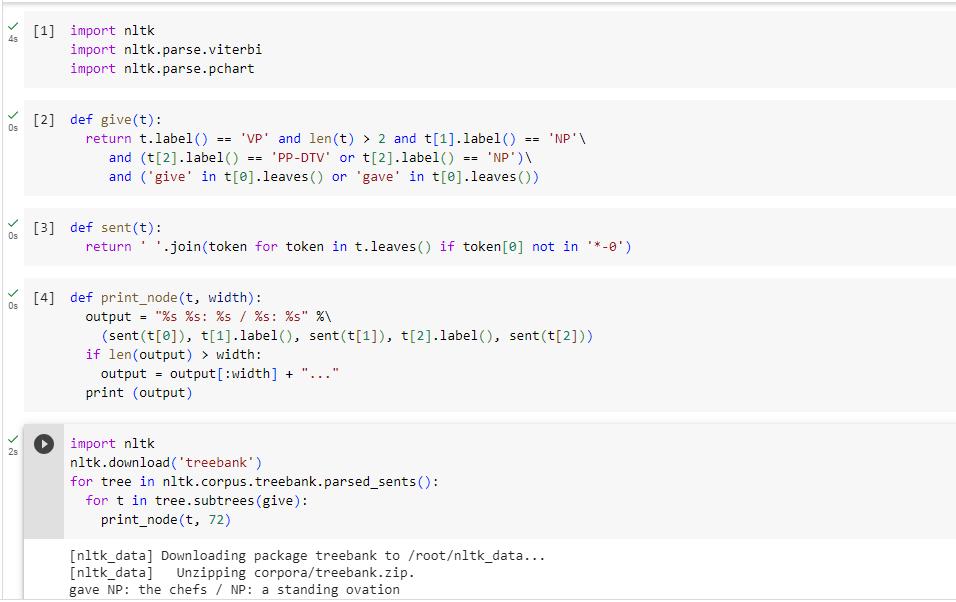 4s
[1] import nltk
import nltk.parse.viterbi
import nltk.parse.pchart
0s
[2] def give(t):
return t.label() == 'VP' and len(t) > 2 and t[1].label() == 'NP'\
and (t[2].label() == 'PP-DTV' or t[2].label() == 'NP')\
and ('give' in t[0].leaves() or 'gave' in t[0].leaves())
0s
[3] def sent(t):
return ' '.join(token for token in t.leaves() if token[0] not in '*-0')
0s
[4] def print_node(t, width):
output = "%s %s: %s / %s: %s" %\
(sent(t[0]), t[1].label(), sent(t[1]), t[2].label(), sent(t[2]))
if len(output) > width:
output = output[:width] + "..."
print (output)
2s
import nltk
nltk.download('treebank')
for tree in nltk.corpus.treebank.parsed_sents():
for t in tree.subtrees(give):
print_node(t, 72)
[nltk_data] Downloading package treebank to /root/nltk_data...
[nltk_data]   Unzipping corpora/treebank.zip.
gave NP: the chefs / NP: a standing ovation